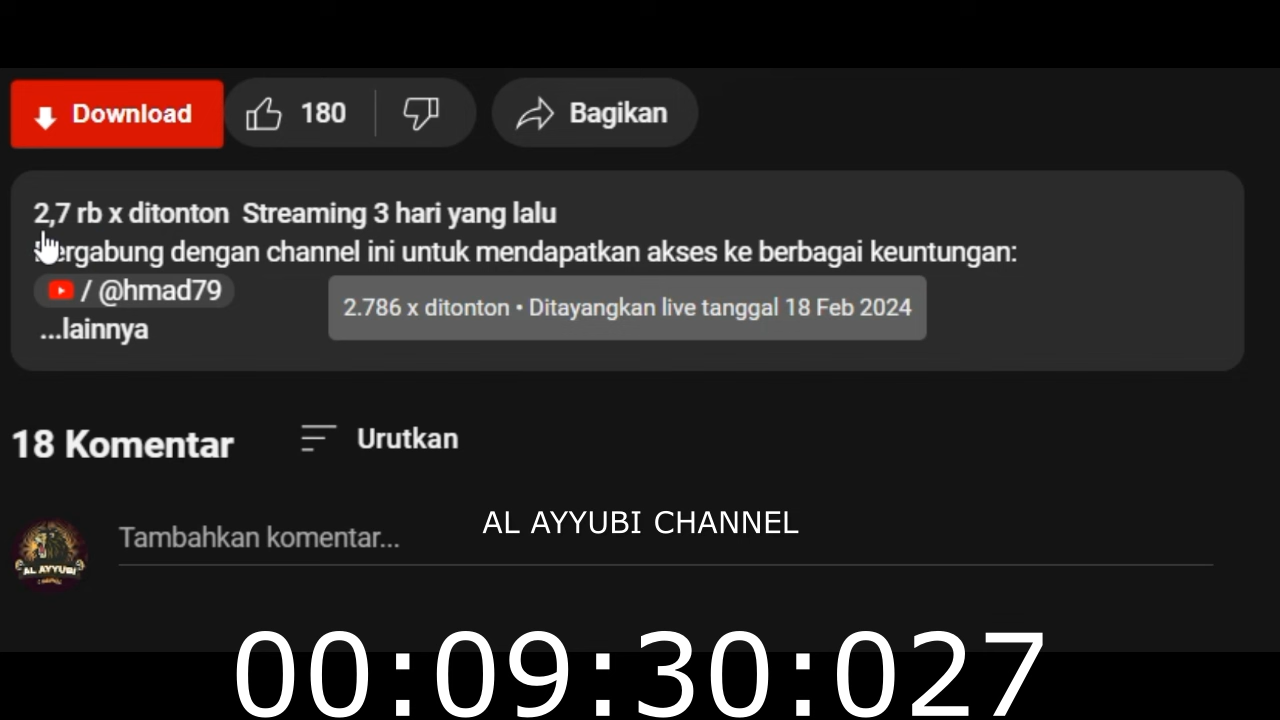 Download
180
Bagikan
2,7 rb x ditonton Streaming 3 hari yang lalu
dengan channel ini untuk mendapatkan akses ke berbagai keuntungan:
/ @hmad79
2.786 x ditonton • Ditayangkan live tanggal 18 Feb 2024
...lainnya
18 Komentar
Urutkan
AL AYYUBI CHANNEL
Tambahkan komentar...
AL AYYUBI
00:09:30:027